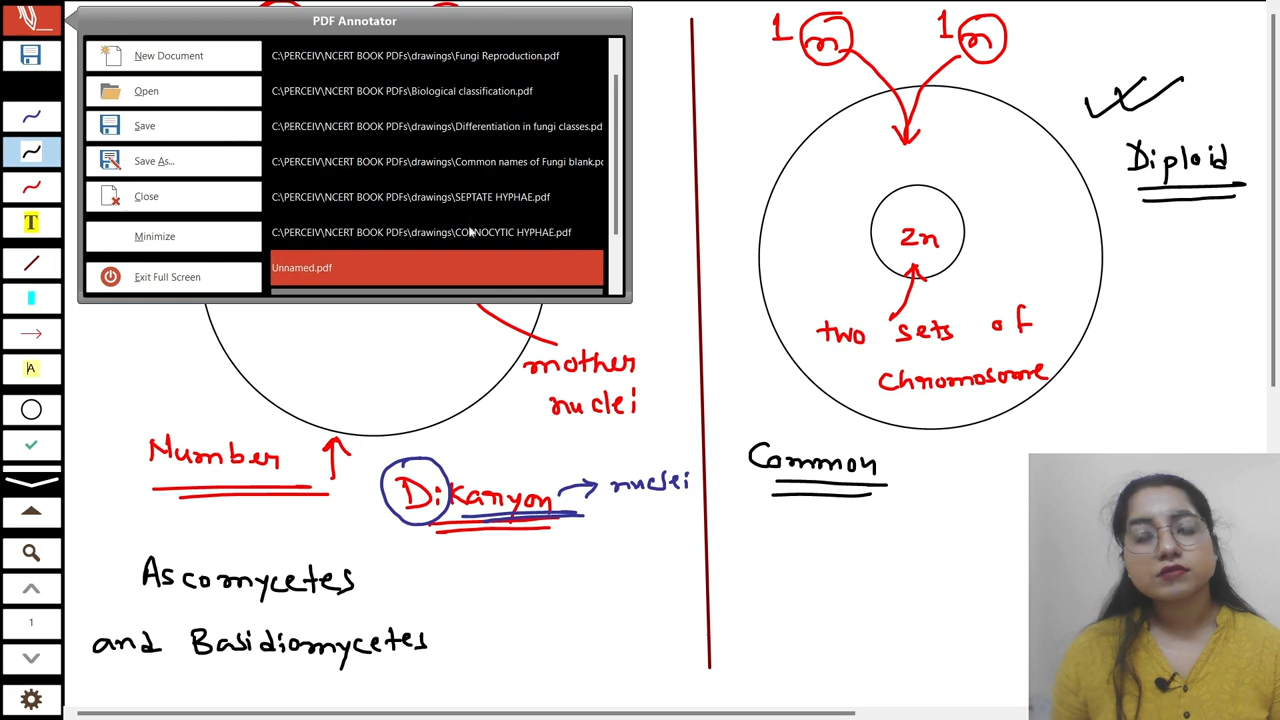 PDF Annotator
New Document
Open
Save
Save As...
Close
Minimize
Exit Full Screen
C:\PERCEIV\NCERT BOOK PDFs\drawings\Fungi Reproduction.pdf
C:\PERCEIV\NCERT BOOK PDFs\Biological classification.pdf
C:\PERCEIV\NCERT BOOK PDFs\drawings\Differentiation in fungi classes.pd
C:\PERCEIV\NCERT BOOK PDFs\drawings\Common names of Fungi blank.pd
C:\PERCEIV\NCERT BOOK PDFs\drawings\SEPTATE HYPHAE.pdf
C:\PERCEIV\NCERT BOOK PDFs\drawings\COENOCYTIC HYPHAE.pdf
Unnamed.pdf
T
A
1
mother
nuclei
Number
Dikaryon
nuclei
Ascomycetes
and Basidiomycetes
1n 1n
Diploid
2n
two sets of
chromosome
Common